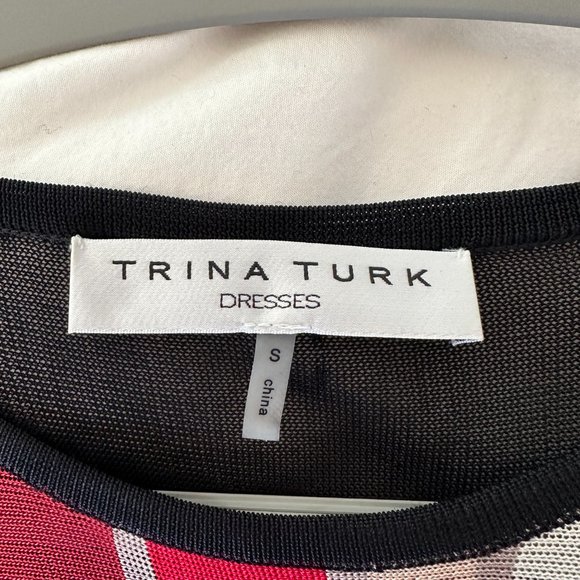 TRINA TURK
DRESSES
S
china